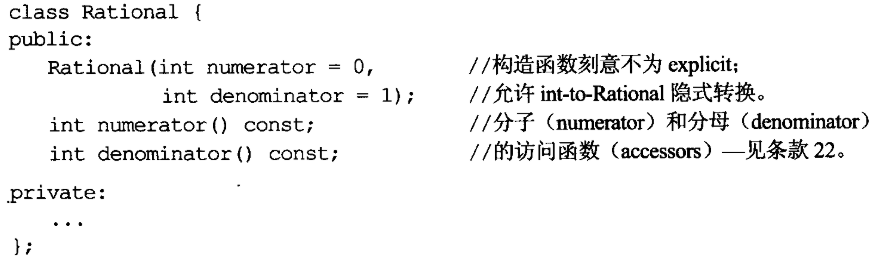 class Rational {
public:
Rational(int numerator = 0, //构造函数刻意不为 explicit;
int denominator = 1); //允许 int-to-Rational 隐式转换。
int numerator() const; //分子（numerator）和分母（denominator）
int denominator() const; //的访问函数（accessors）—见条款 22。
private:
...
};